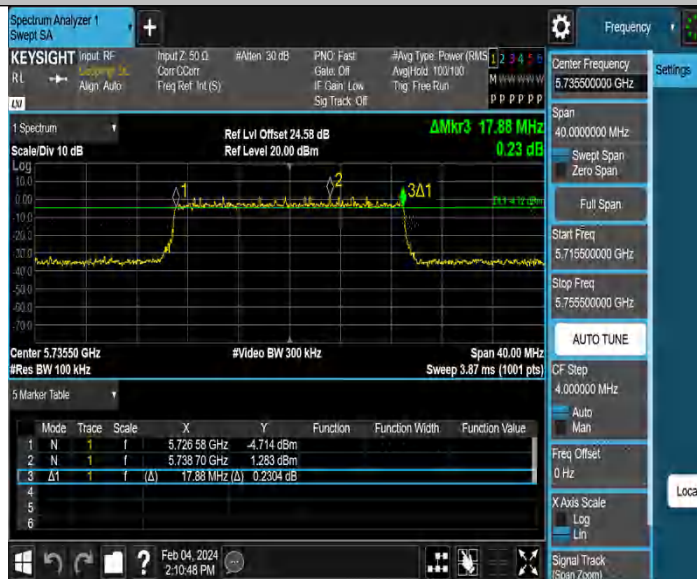 Spectrum Analyzer 1
Swept SA
+
Frequency
KEYSIGHT
RL
Input: RF
Align: Auto
Input Z: 50 Ω
Corr CCorr
Freq Ref: Int (S)
#Atten: 30 dB
PNO: Fast
Gate: Off
IF Gain: Low
Sig Track: Off
#Avg Type: Power (RMS
Avg|Hold: 100/100
Trig: Free Run
1 2 3 4 5 6
M W W W W W
P P P P P P
LXI
1 Spectrum
Scale/Div 10 dB
Ref Lvl Offset 24.58 dB
Ref Level 20.00 dBm
ΔMkr3 17.88 MHz
0.23 dB
Log
10.0
0.00
-10.0
-20.0
-30.0
-40.0
-50.0
-60.0
-70.0
1
2
3Δ1
Center 5.73550 GHz
#Res BW 100 kHz
#Video BW 300 kHz
Span 40.00 MHz
Sweep 3.87 ms (1001 pts)
5 Marker Table
Mode Trace Scale X Y Function Function Width Function Value
1 N 1 f 5.726 58 GHz -4.714 dBm
2 N 1 f 5.738 70 GHz 1.283 dBm
3 Δ1 1 f (Δ) 17.88 MHz (Δ) 0.2304 dB
4
5
6
Feb 04, 2024
2:10:48 PM
?
Center Frequency
5.735500000 GHz
Settings
Span
40.0000000 MHz
Swept Span
Zero Span
Full Span
Start Freq
5.715500000 GHz
Stop Freq
5.755500000 GHz
AUTO TUNE
CF Step
4.000000 MHz
Auto
Man
Freq Offset
0 Hz
X Axis Scale
Log
Lin
Signal Track
(Span Zoom)
Loca